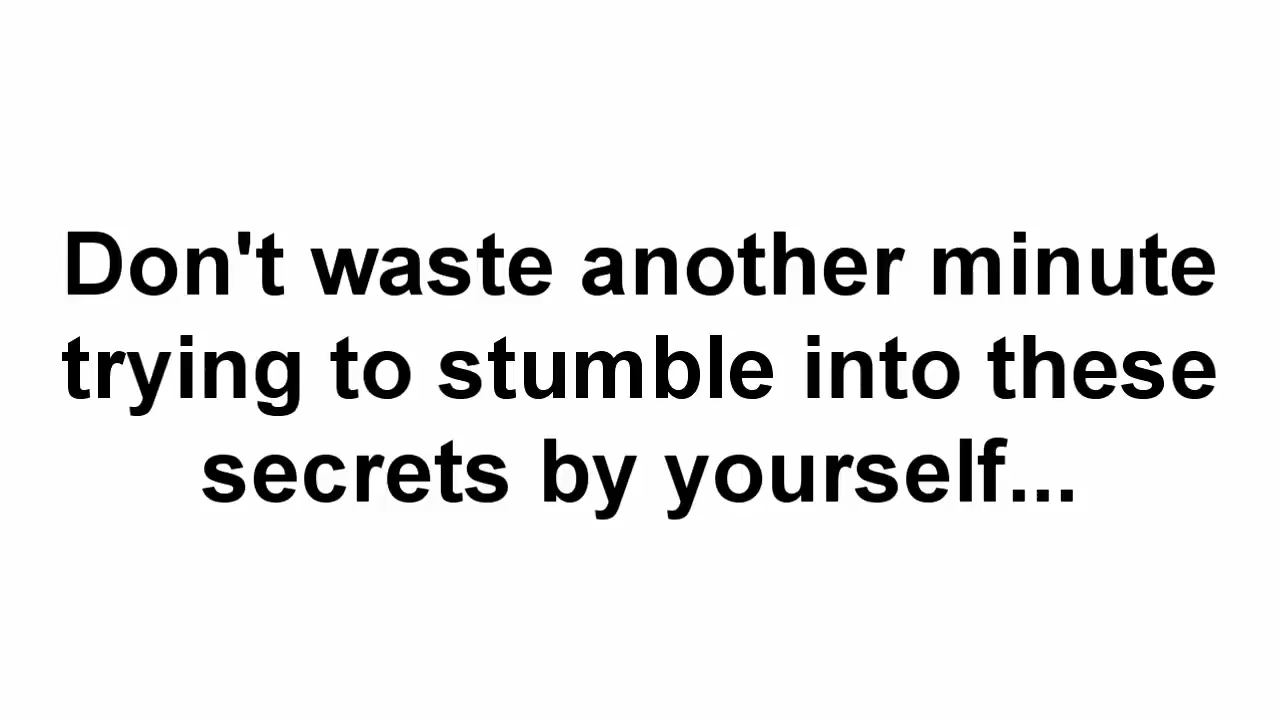 Don't waste another minute
trying to stumble into these
secrets by yourself...